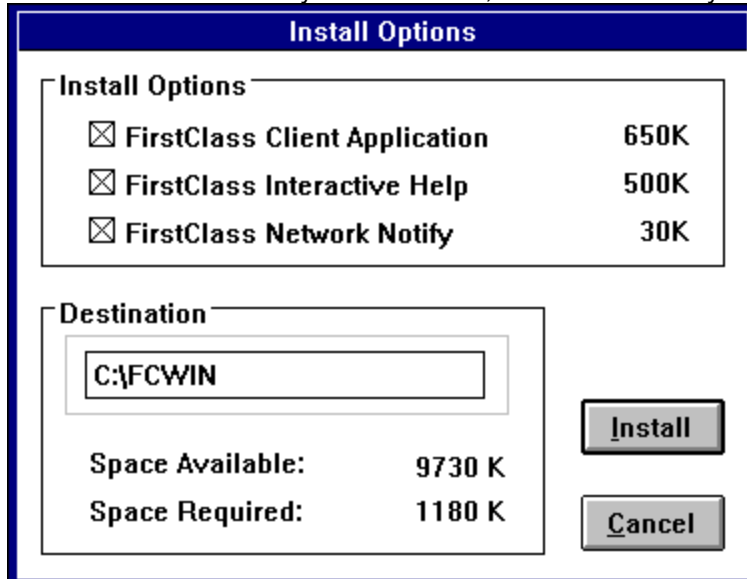 Install Options
Install Options
FirstClass Client Application 650K
FirstClass Interactive Help 500K
FirstClass Network Notify 30K
Destination
C:\FCWIN
Install
Space Available: 9730 K
Space Required: 1180 K
Cancel